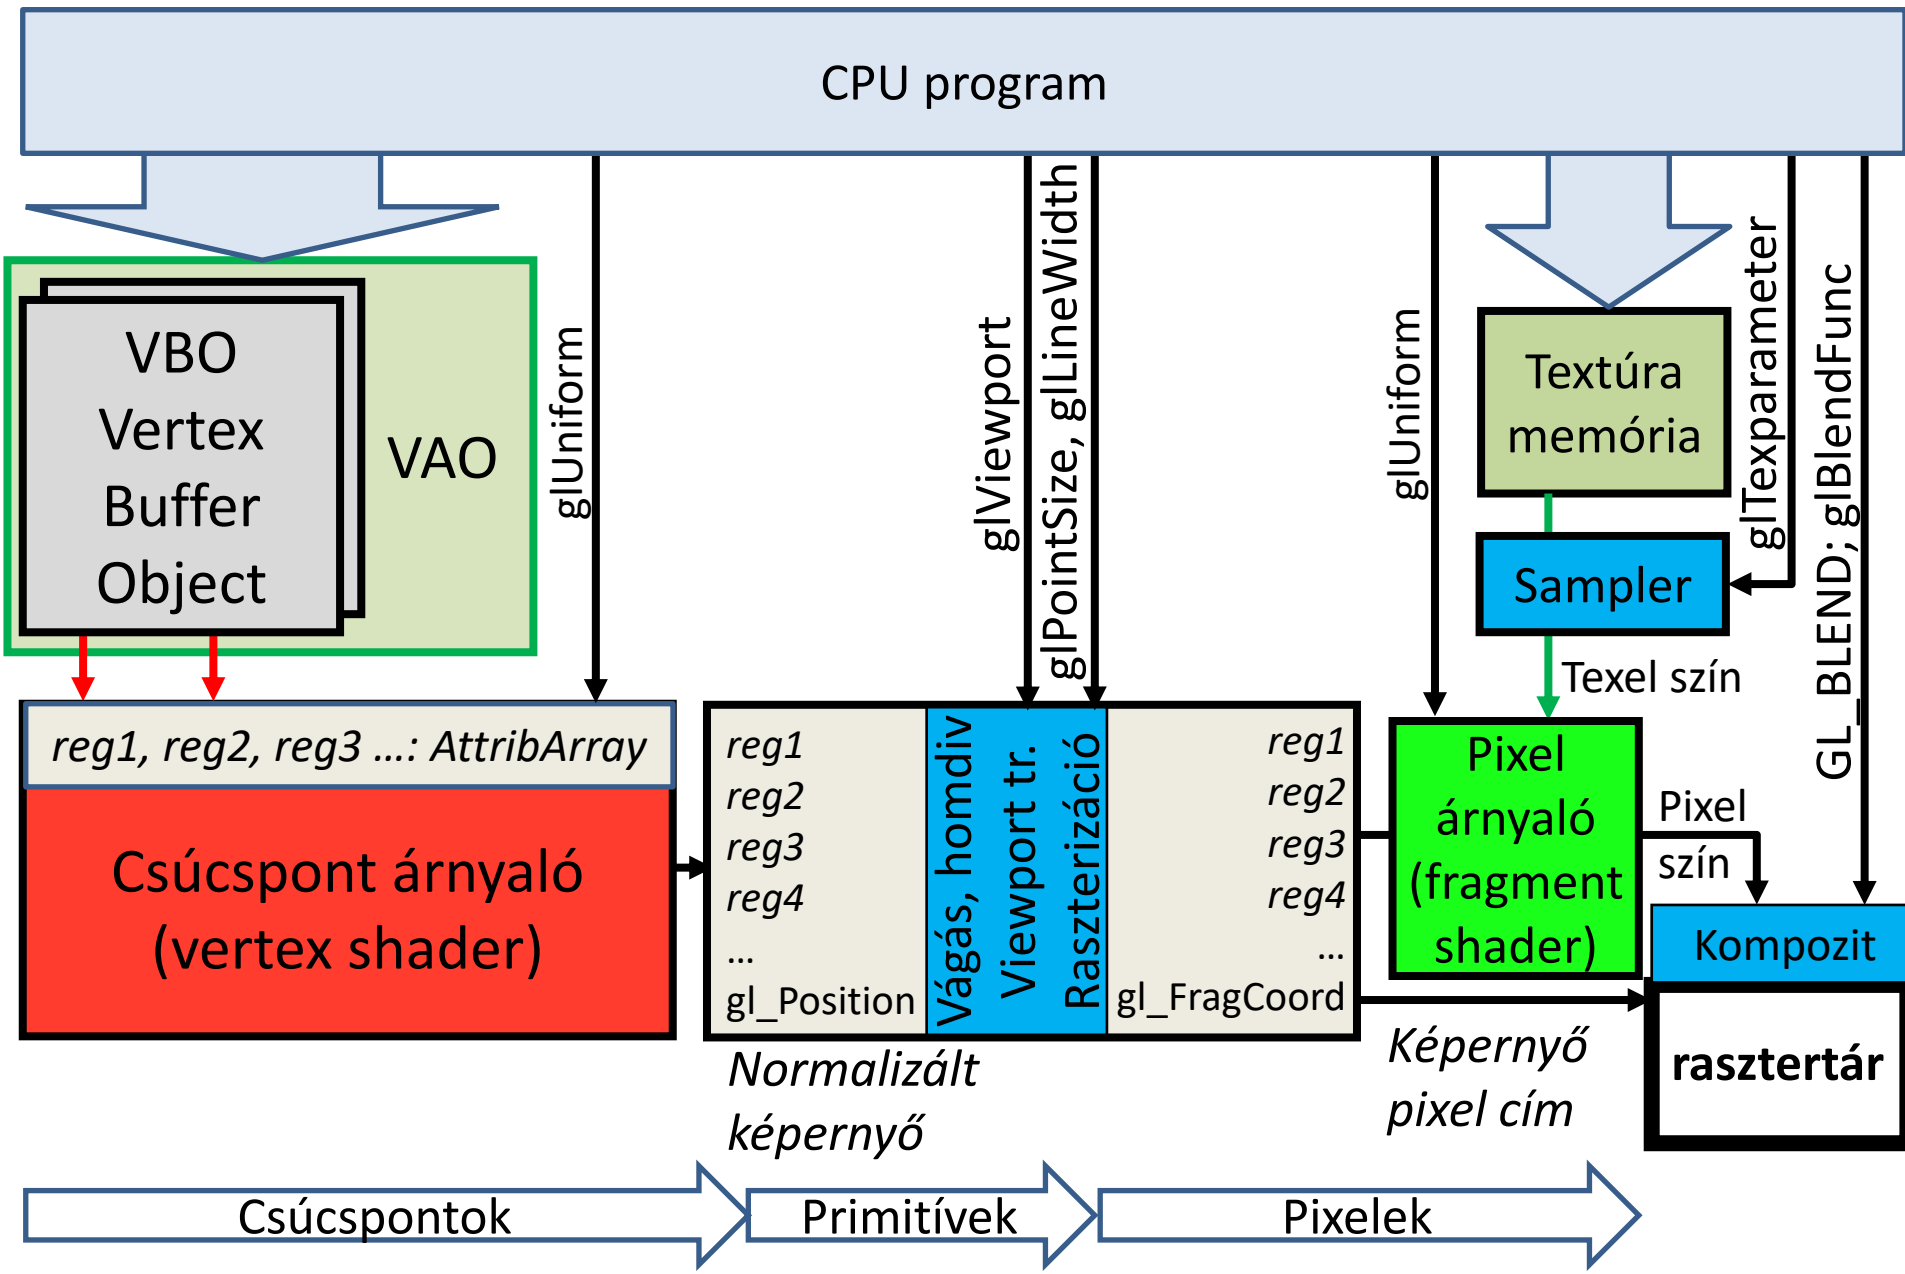 CPU program
VBO
Vertex
Buffer
Object
VAO
glUniform
glViewport
glPointSize, glLineWidth
glUniform
Textúra
memória
glTexparameter
GL_BLEND; glBlendFunc
Sampler
Texel szín
reg1, reg2, reg3 ...: AttribArray
Csúcspont árnyaló
(vertex shader)
reg1
reg2
reg3
reg4
...
gl_Position
Vágás, homdiv
Viewport tr.
Raszterizáció
reg1
reg2
reg3
reg4
...
gl_FragCoord
Pixel
árnyaló
(fragment
shader)
Pixel
szín
Kompozit
rasztertár
Normalizált
képernyő
Képernyő
pixel cím
Csúcspontok
Primitívek
Pixelek